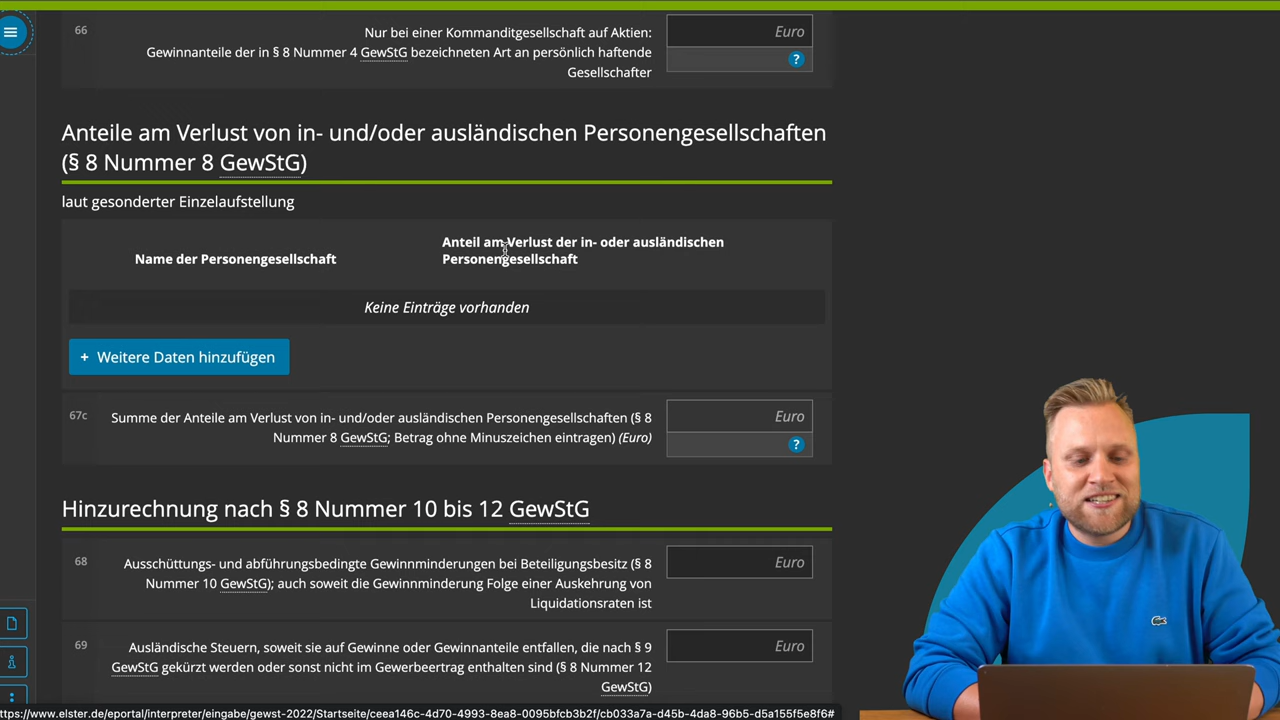 66
Nur bei einer Kommanditgesellschaft auf Aktien:
Gewinnanteile der in § 8 Nummer 4 GewStG bezeichneten Art an persönlich haftende
Gesellschafter
Euro
?
Anteile am Verlust von in- und/oder ausländischen Personengesellschaften
(§ 8 Nummer 8 GewStG)
laut gesonderter Einzelaufstellung
Name der Personengesellschaft
Anteil am Verlust der in- oder ausländischen
Personengesellschaft
Keine Einträge vorhanden
+ Weitere Daten hinzufügen
67c
Summe der Anteile am Verlust von in- und/oder ausländischen Personengesellschaften (§ 8
Nummer 8 GewStG; Betrag ohne Minuszeichen eintragen) (Euro)
Euro
?
Hinzurechnung nach § 8 Nummer 10 bis 12 GewStG
68
Ausschüttungs- und abführungsbedingte Gewinnminderungen bei Beteiligungsbesitz (§ 8
Nummer 10 GewStG); auch soweit die Gewinnminderung Folge einer Auskehrung von
Liquidationsraten ist
Euro
69
Ausländische Steuern, soweit sie auf Gewinne oder Gewinnanteile entfallen, die nach § 9
GewStG gekürzt werden oder sonst nicht im Gewerbeertrag enthalten sind (§ 8 Nummer 12
GewStG)
Euro
ttps://www.elster.de/eportal/interpreter/eingabe/gewst-2022/Startseite/ceea146c-4d70-4993-8ea8-0095bfcb3b2f/cb033a7a-d45b-4da8-96b5-d5a155f5e8f6#